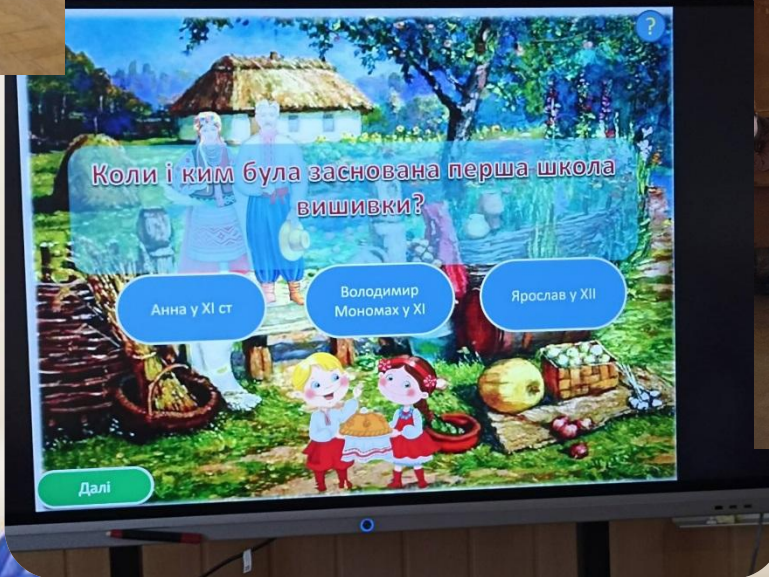 ?
Коли і ким була заснована перша школа
вишивки?
Анна у XI ст
Володимир
Мономах у XI
Ярослав у XII
Далі